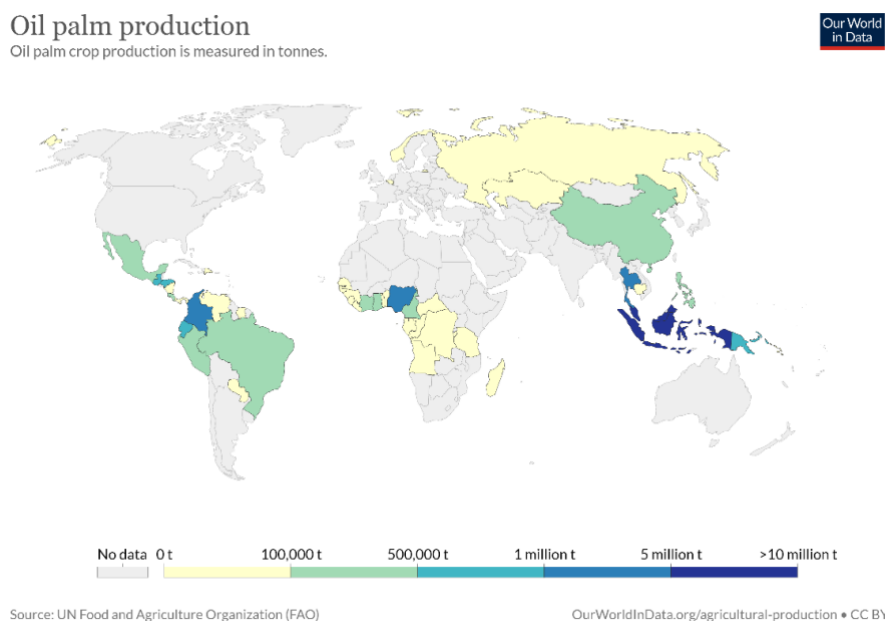 Oil palm production
Oil palm crop production is measured in tonnes.
Our World
in Data
No data 0 t 100,000 t 500,000 t 1 million t 5 million t >10 million t
Source: UN Food and Agriculture Organization (FAO) OurWorldInData.org/agricultural-production • CC BY